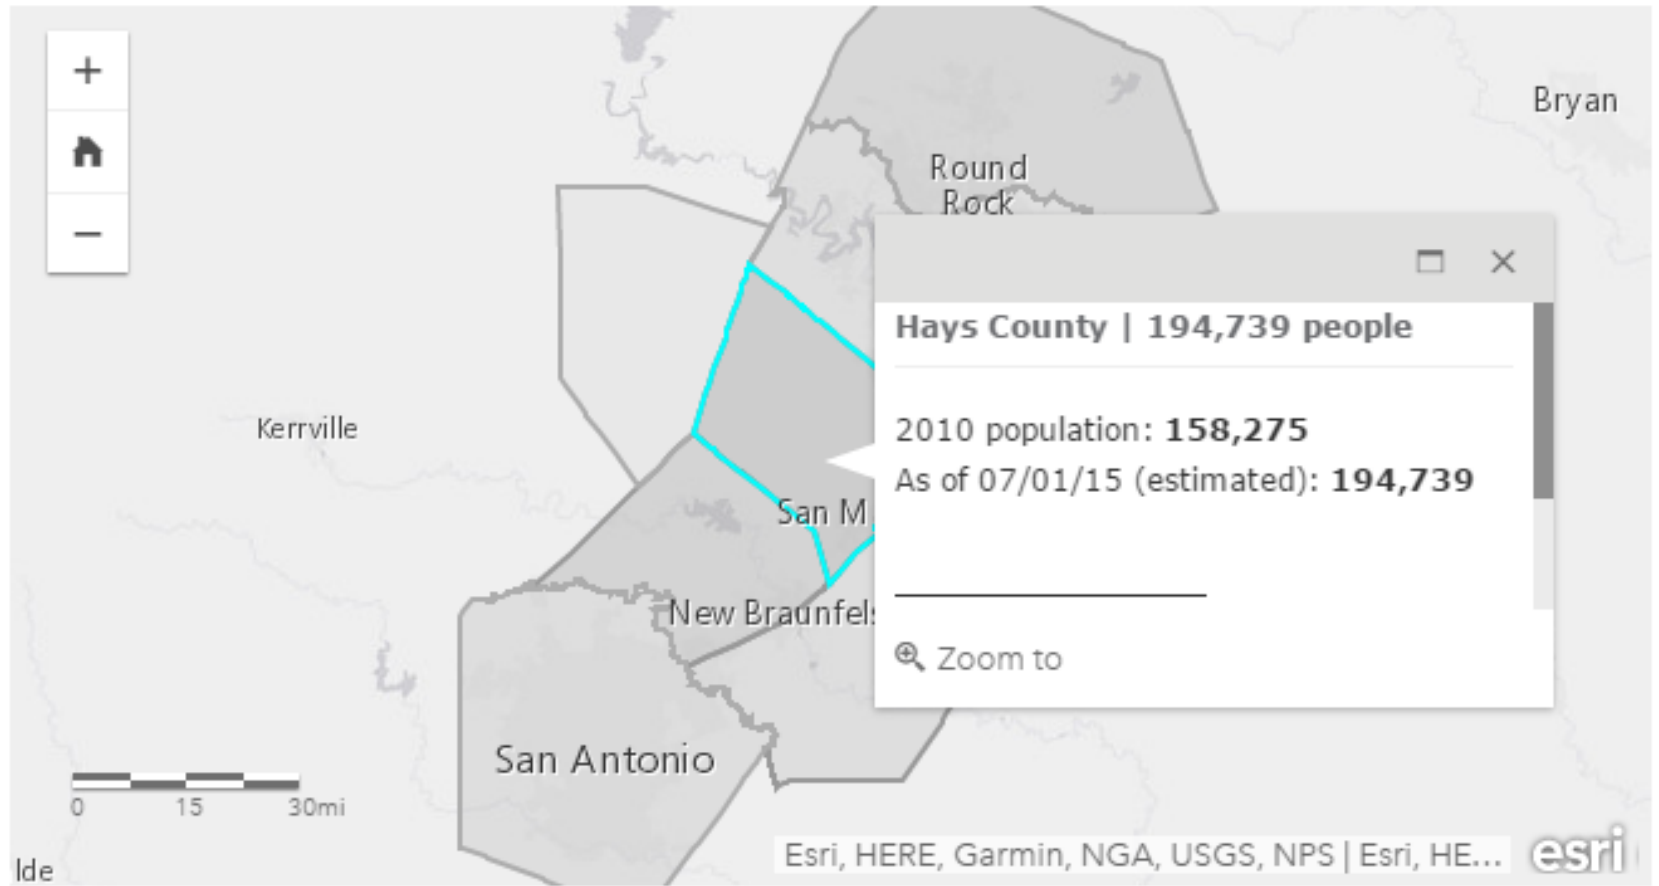 +
−
Bryan
Round
Rock
Hays County | 194,739 people
2010 population: 158,275
As of 07/01/15 (estimated): 194,739
Kerrville
San M
New Braunfels
Zoom to
San Antonio
0 15 30mi
Esri, HERE, Garmin, NGA, USGS, NPS | Esri, HE...
esri
lde